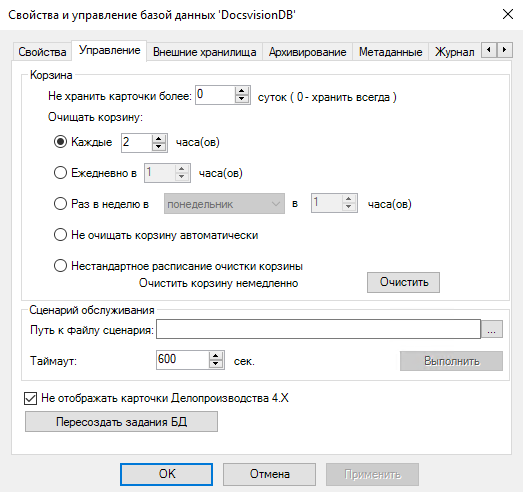 Свойства и управление базой данных 'DocsvisionDB'
Свойства Управление Внешние хранилища Архивирование Метаданные Журнал
Корзина
Не хранить карточки более: 0 суток ( 0 - хранить всегда )
Очищать корзину:
Каждые 2 часа(ов)
Ежедневно в 1 часа(ов)
Раз в неделю в понедельник в 1 часа(ов)
Не очищать корзину автоматически
Нестандартное расписание очистки корзины
Очистить корзину немедленно Очистить
Сценарий обслуживания
Путь к файлу сценария: ...
Таймаут: 600 сек. Выполнить
Не отображать карточки Делопроизводства 4.X
Пересоздать задания БД
OK Отмена Применить